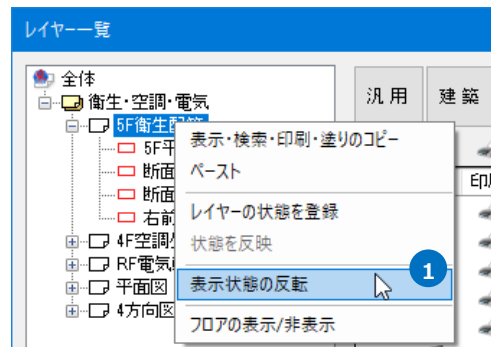 レイヤー一覧
全体
衛生・空調・電気
5F衛生配管
5F平
断面
断面
右前
4F空調
RF電気
平面図
4方向図
汎用
建築
印刷
表示・検索・印刷・塗りのコピー
ペースト
レイヤーの状態を登録
状態を反映
表示状態の反転
1
フロアの表示/非表示